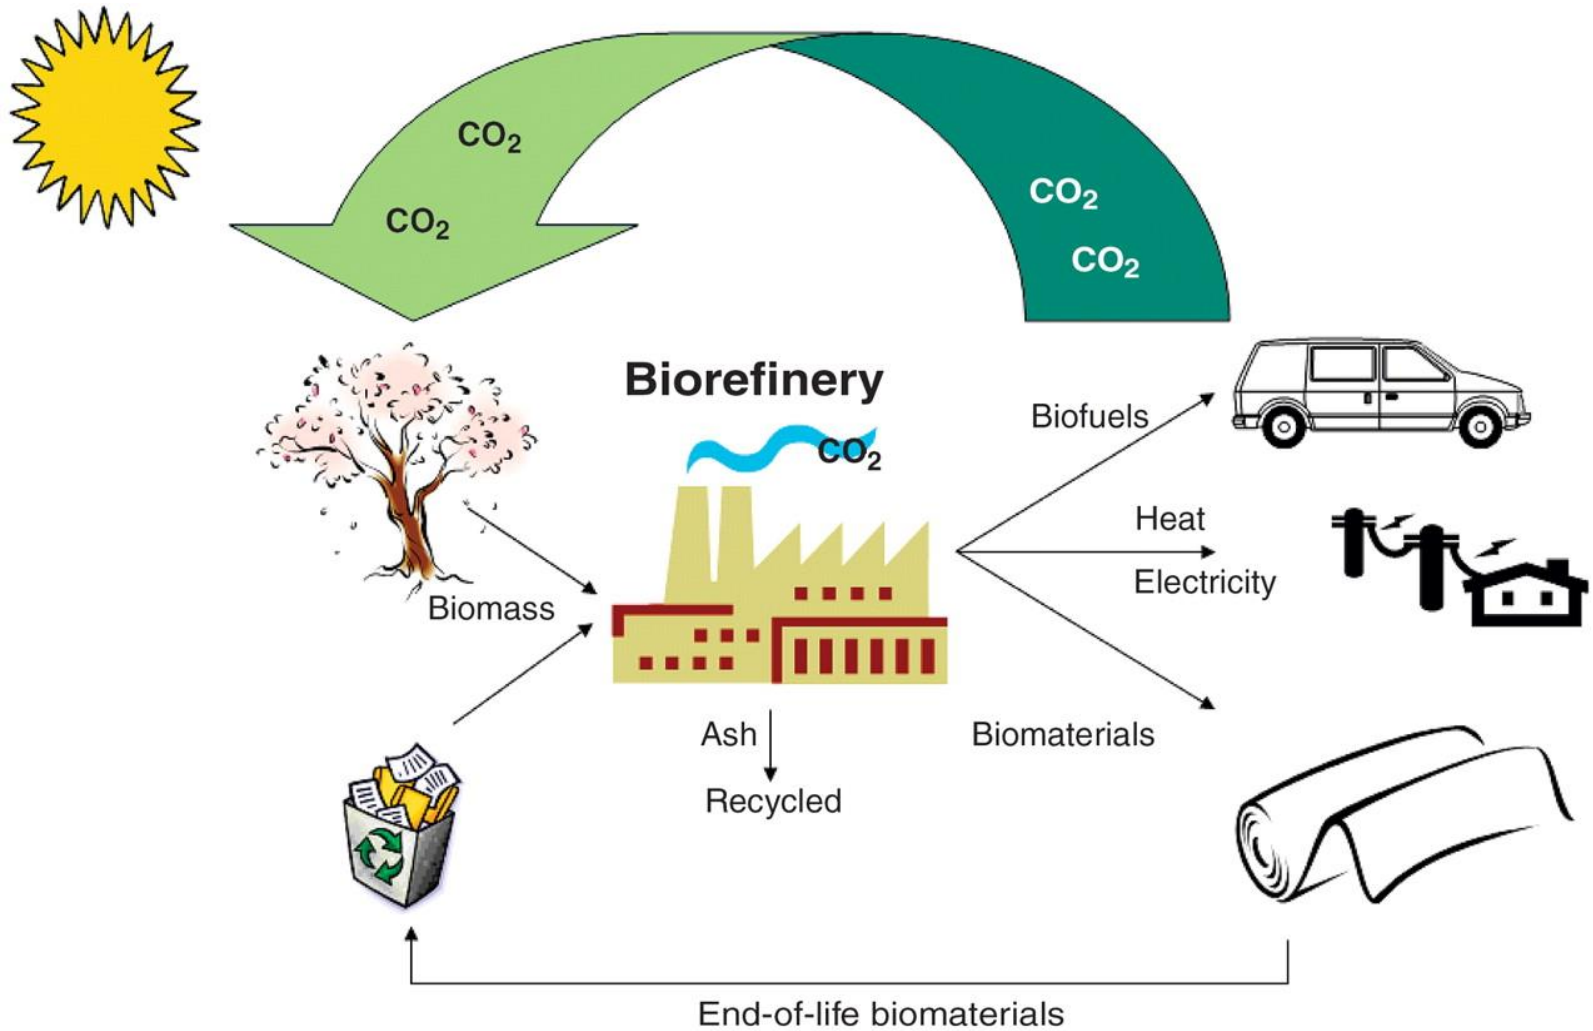 CO₂
CO₂
CO₂
CO₂
Biorefinery
CO₂
Biofuels
Heat
Electricity
Biomass
Ash
Recycled
Biomaterials
End-of-life biomaterials